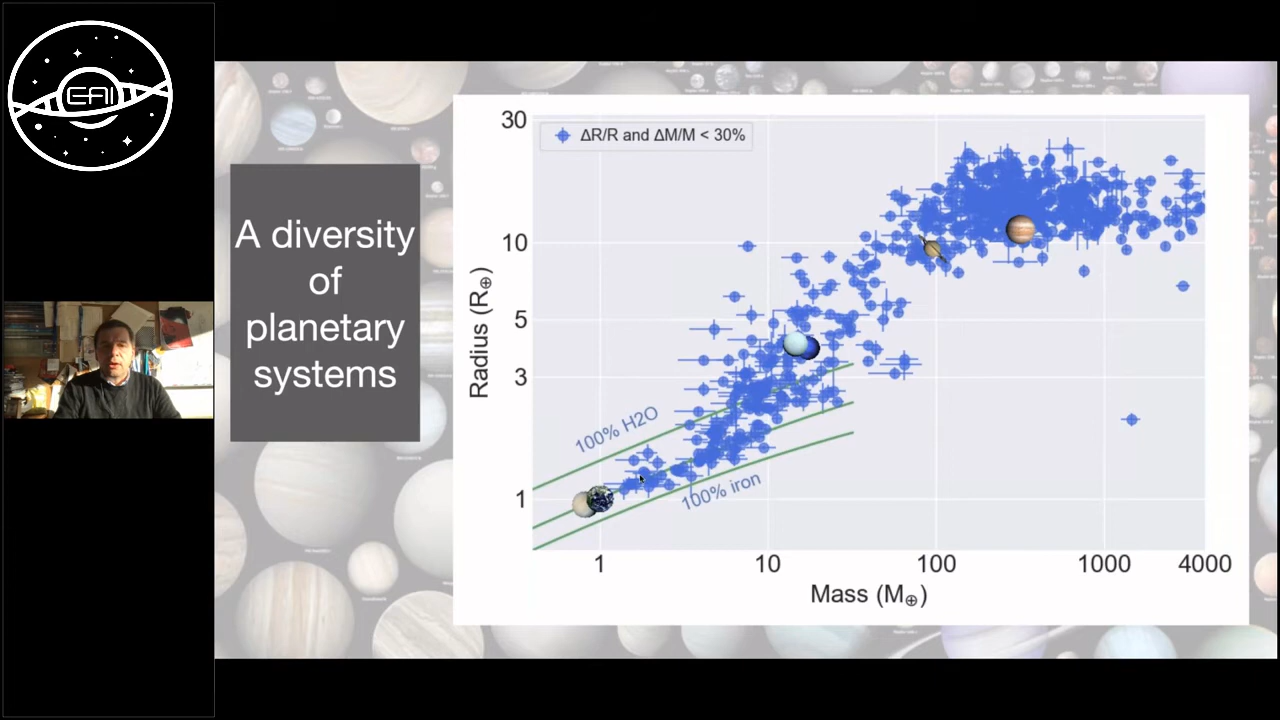 EAI
A diversity
of
planetary
systems
ΔR/R and ΔM/M < 30%
30
10
5
3
1
Radius (R⊕)
100% H2O
100% iron
1 10 100 1000 4000
Mass (M⊕)